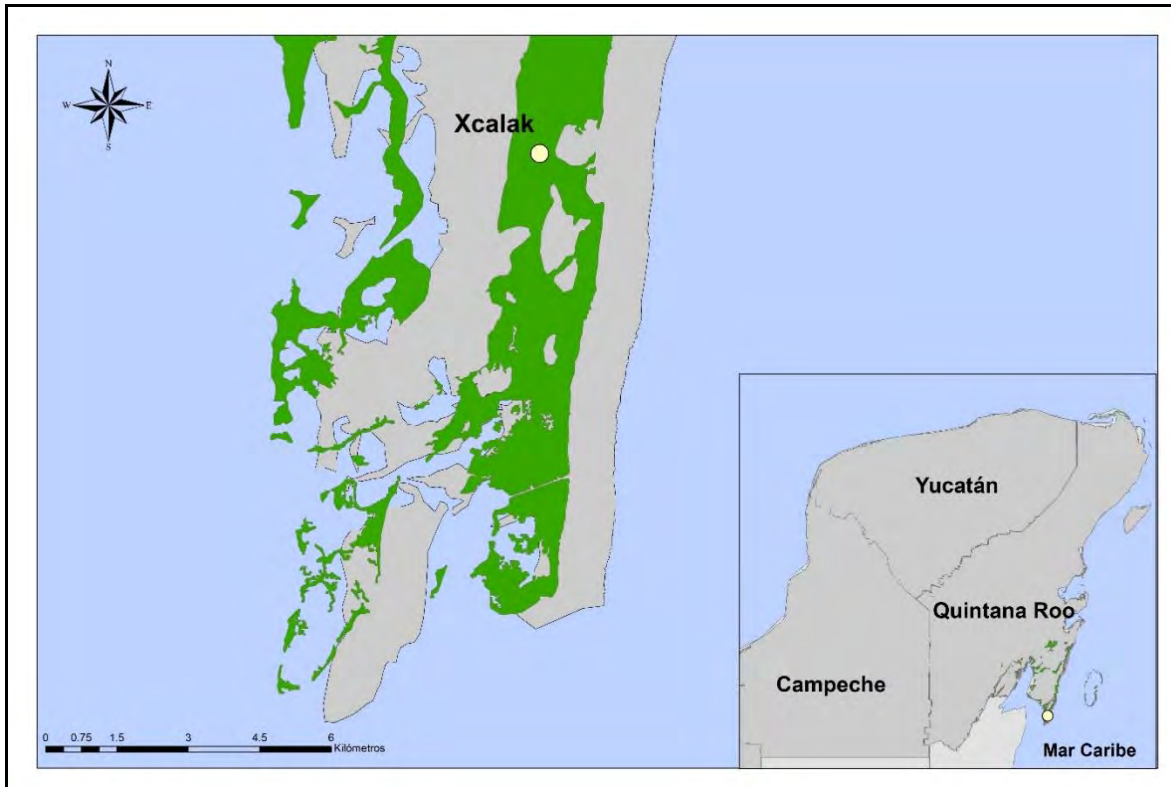 N
W E
S
Xcalak
Yucatán
Quintana Roo
Campeche
Mar Caribe
0 0.75 1.5 3 4.5 6
Kilómetros